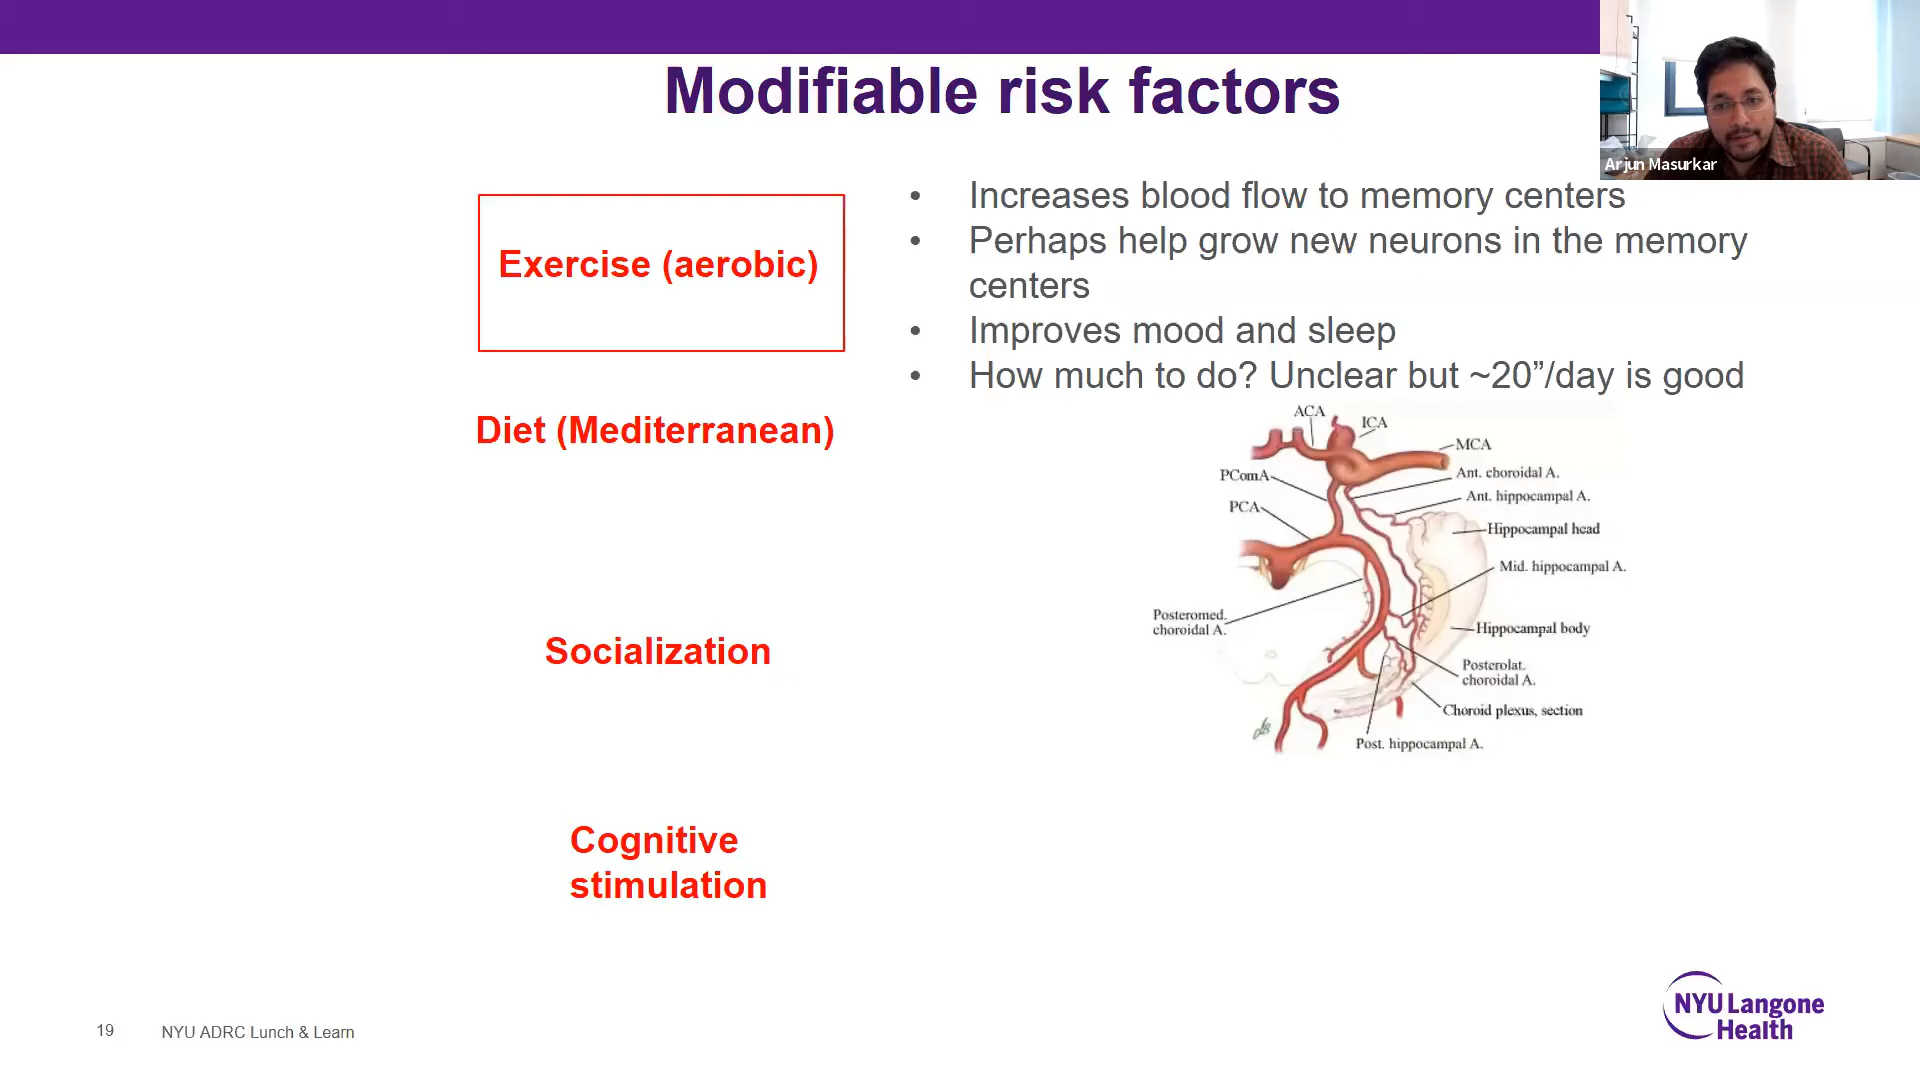 Modifiable risk factors
Arjun Masurkar
Exercise (aerobic)
• Increases blood flow to memory centers
• Perhaps help grow new neurons in the memory
centers
• Improves mood and sleep
• How much to do? Unclear but ~20”/day is good
Diet (Mediterranean)
Socialization
Cognitive
stimulation
ACA
ICA
MCA
PComA
Ant. choroidal A.
Ant. hippocampal A.
PCA
Hippocampal head
Mid. hippocampal A.
Posteromed.
choroidal A.
Hippocampal body
Posterolat.
choroidal A.
Choroid plexus, section
Post. hippocampal A.
19
NYU ADRC Lunch & Learn
NYU Langone
Health